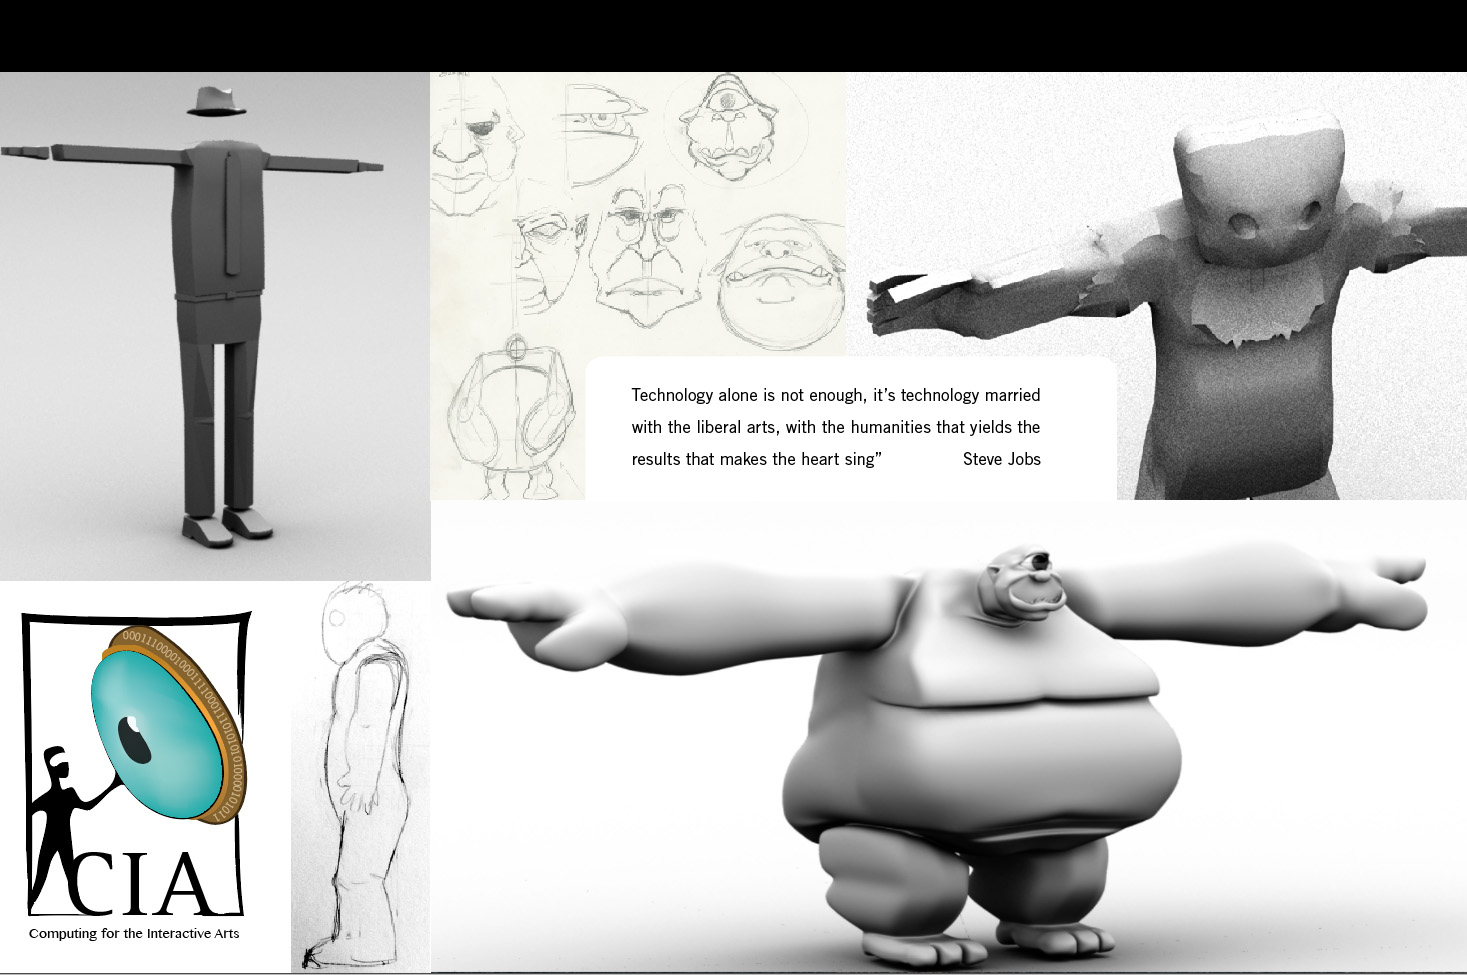 Technology alone is not enough, it’s technology married
with the liberal arts, with the humanities that yields the
results that makes the heart sing” Steve Jobs
CIA
Computing for the Interactive Arts